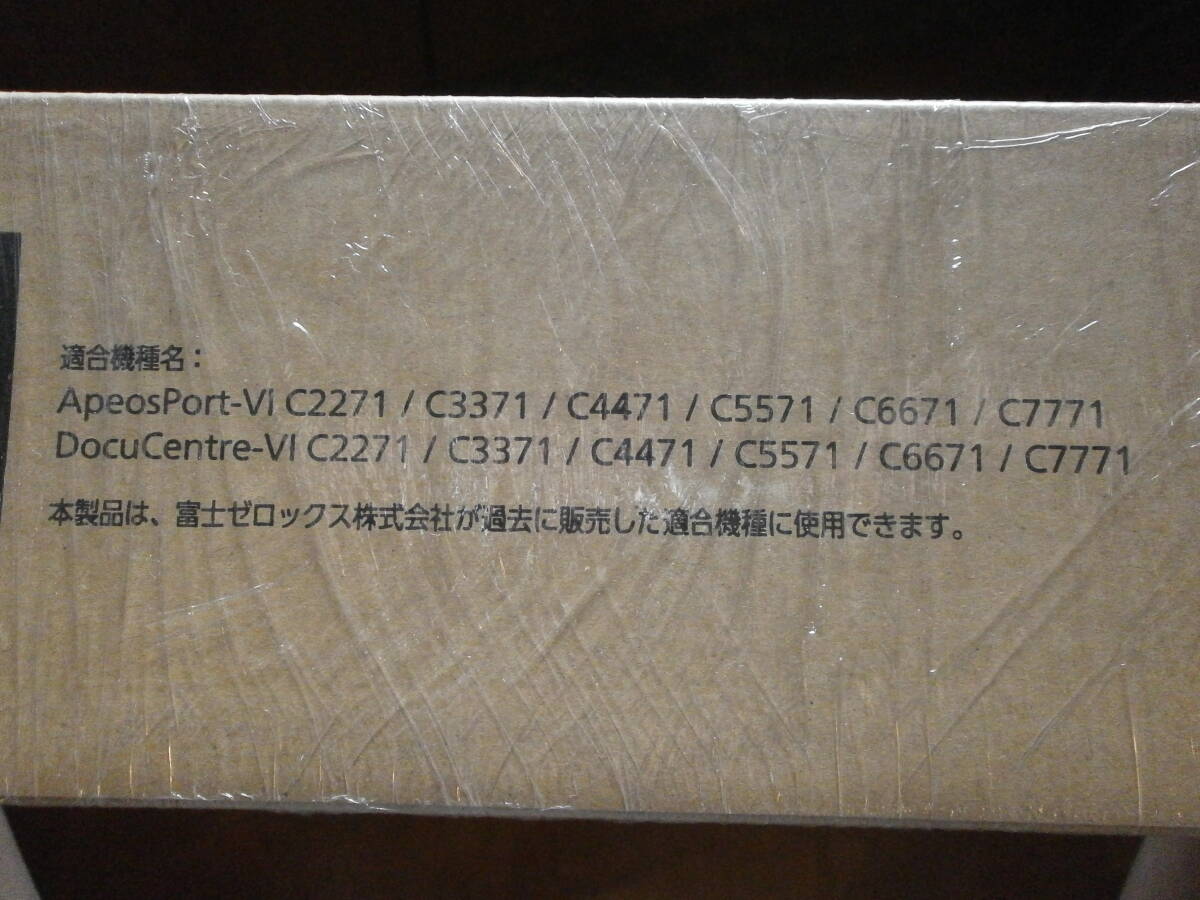 適合機種名：
ApeosPort-VI C2271 / C3371 / C4471 / C5571 / C6671 / C7771
DocuCentre-VI C2271 / C3371 / C4471 / C5571 / C6671 / C7771
本製品は、富士ゼロックス株式会社が過去に販売した適合機種に使用できます。